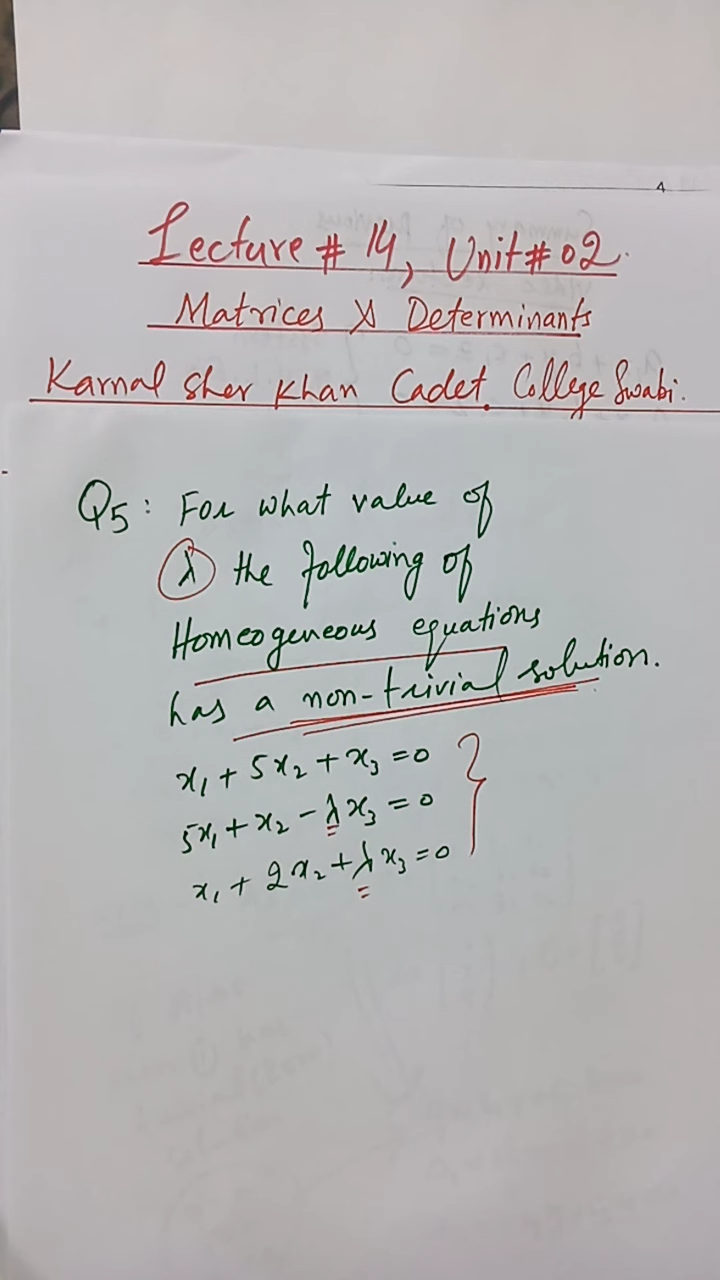 4
Lecture # 14, Unit # 02.
Matrices & Determinants
Karnal Sher Khan Cadet College Swabi.
Q5: For what value of
λ the following of
Homeogeneous equations
has a non-trivial solution.
x₁ + 5x₂ + x₃ = 0
5x₁ + x₂ - λx₃ = 0
x₁ + 2x₂ + λx₃ = 0